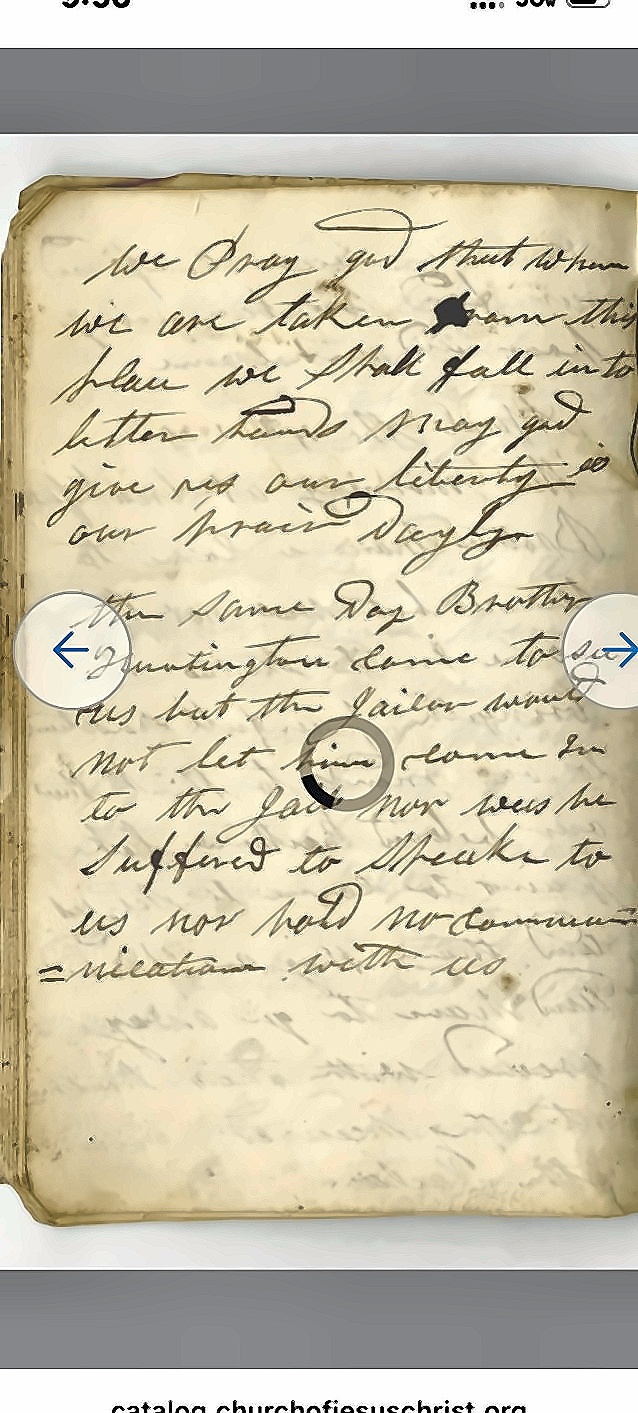 we Pray god that when
we are taken from this
place we Shall fall into
better hands May god
give us our liberty is
our prair Dayly
the same Day Brother
Huntington came to see
us but the Jailor would
not let him come In
to the Jail nor was he
Suffered to Speake to
us nor hold no commun
=nication with us
catalog.churchofjesuschrist.org